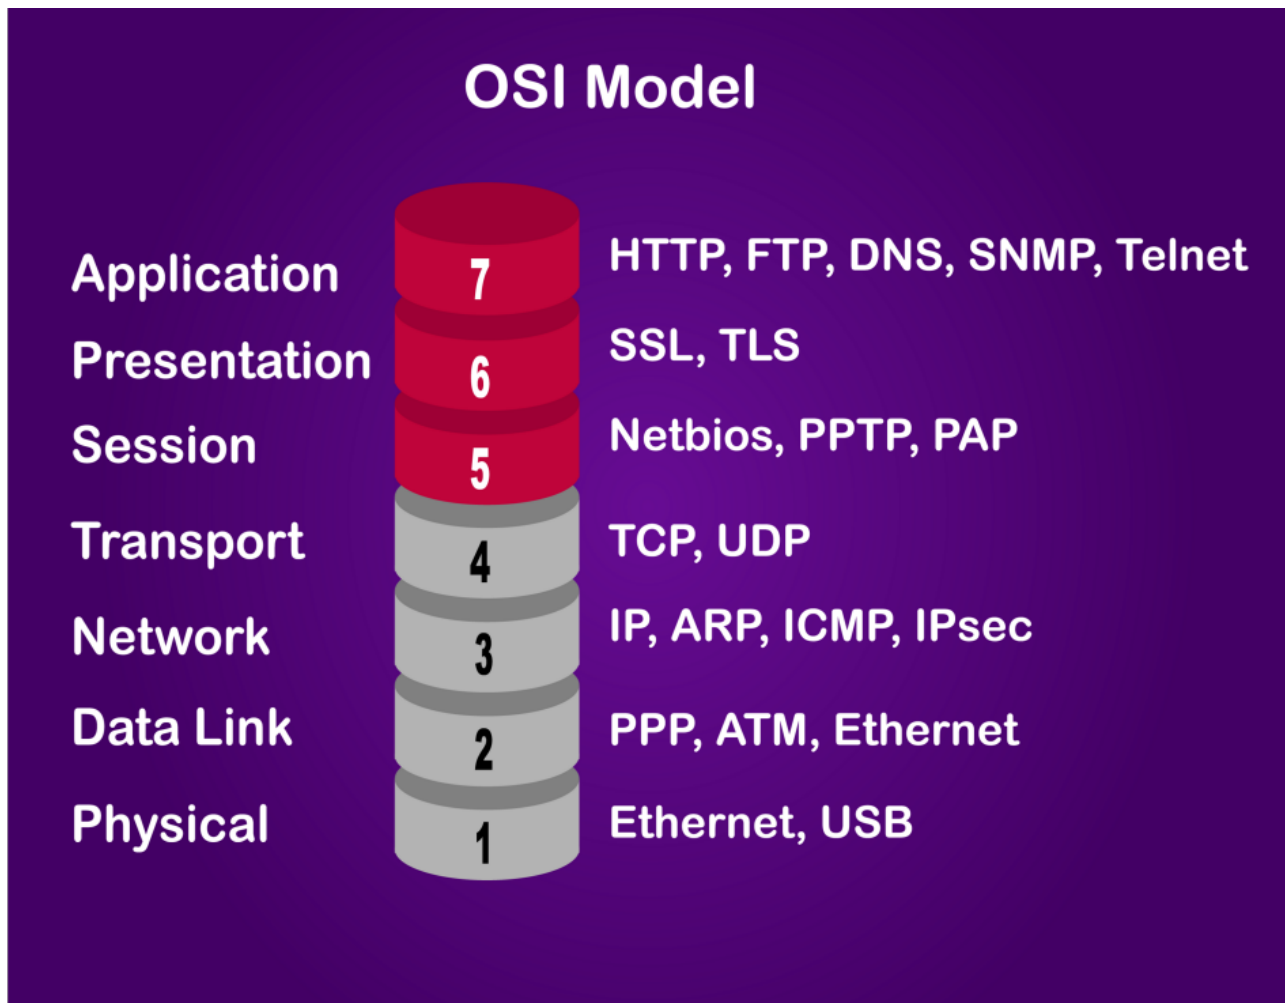 OSI Model
Application 7 HTTP, FTP, DNS, SNMP, Telnet
Presentation 6 SSL, TLS
Session 5 Netbios, PPTP, PAP
Transport 4 TCP, UDP
Network 3 IP, ARP, ICMP, IPsec
Data Link 2 PPP, ATM, Ethernet
Physical 1 Ethernet, USB